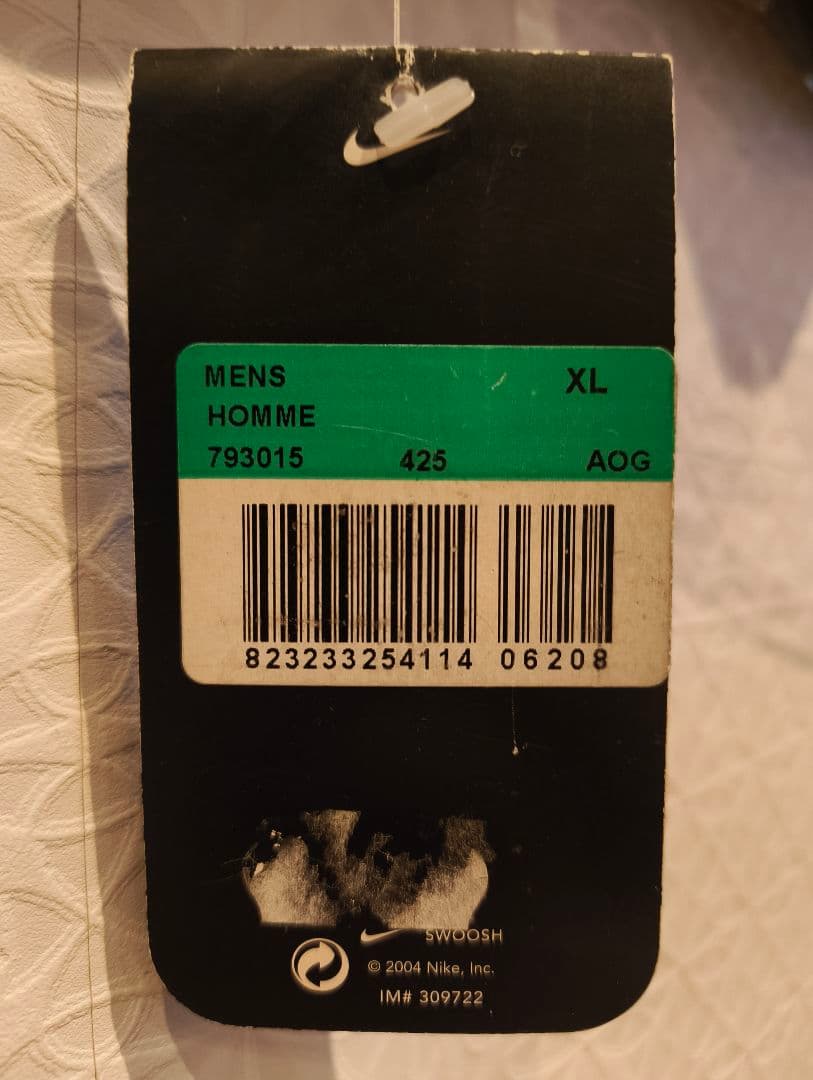 MENS XL
HOMME
793015 425 AOG
823233254114 06208
SWOOSH
© 2004 Nike, Inc.
IM# 309722